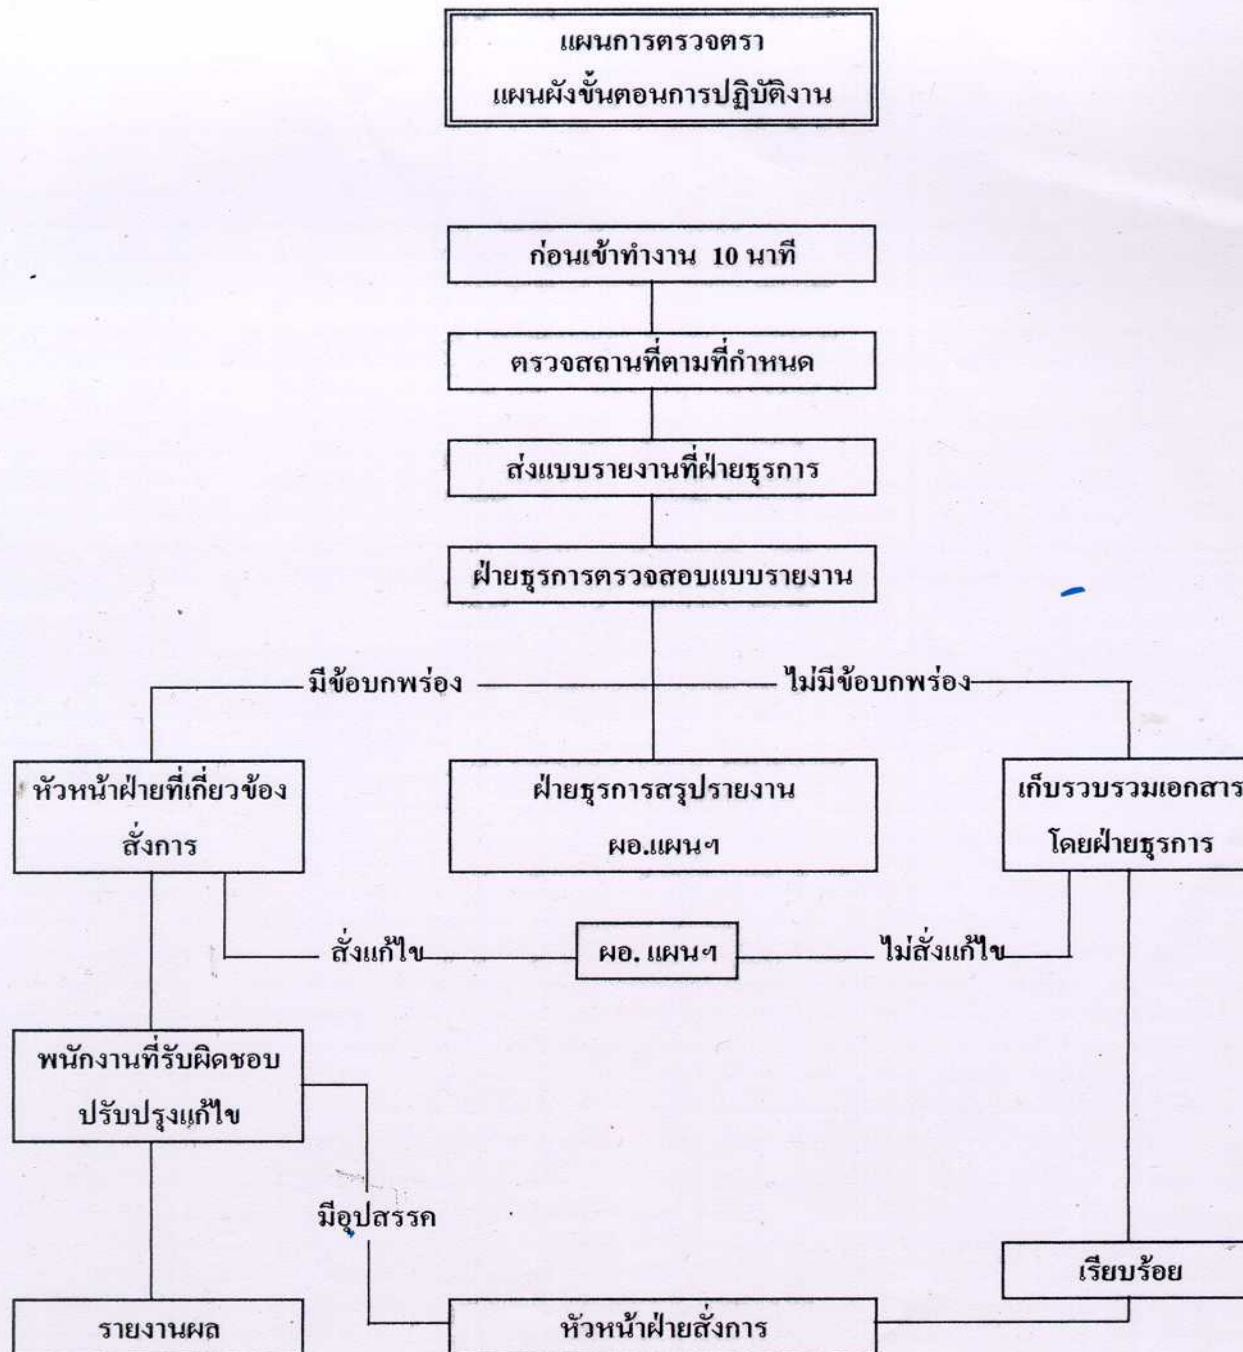 แผนการตรวจตรา
แผนผังขั้นตอนการปฏิบัติงาน
ก่อนเข้าทำงาน 10 นาที
ตรวจสถานที่ตามที่กำหนด
ส่งแบบรายงานที่ฝ่ายธุรการ
ฝ่ายธุรการตรวจสอบแบบรายงาน
มีข้อบกพร่อง
ไม่มีข้อบกพร่อง
หัวหน้าฝ่ายที่เกี่ยวข้อง
สั่งการ
ฝ่ายธุรการสรุปรายงาน
ผอ.แผนฯ
เก็บรวบรวมเอกสาร
โดยฝ่ายธุรการ
สั่งแก้ไข
ผอ. แผนฯ
ไม่สั่งแก้ไข
พนักงานที่รับผิดชอบ
ปรับปรุงแก้ไข
มีอุปสรรค
เรียบร้อย
รายงานผล
หัวหน้าฝ่ายสั่งการ